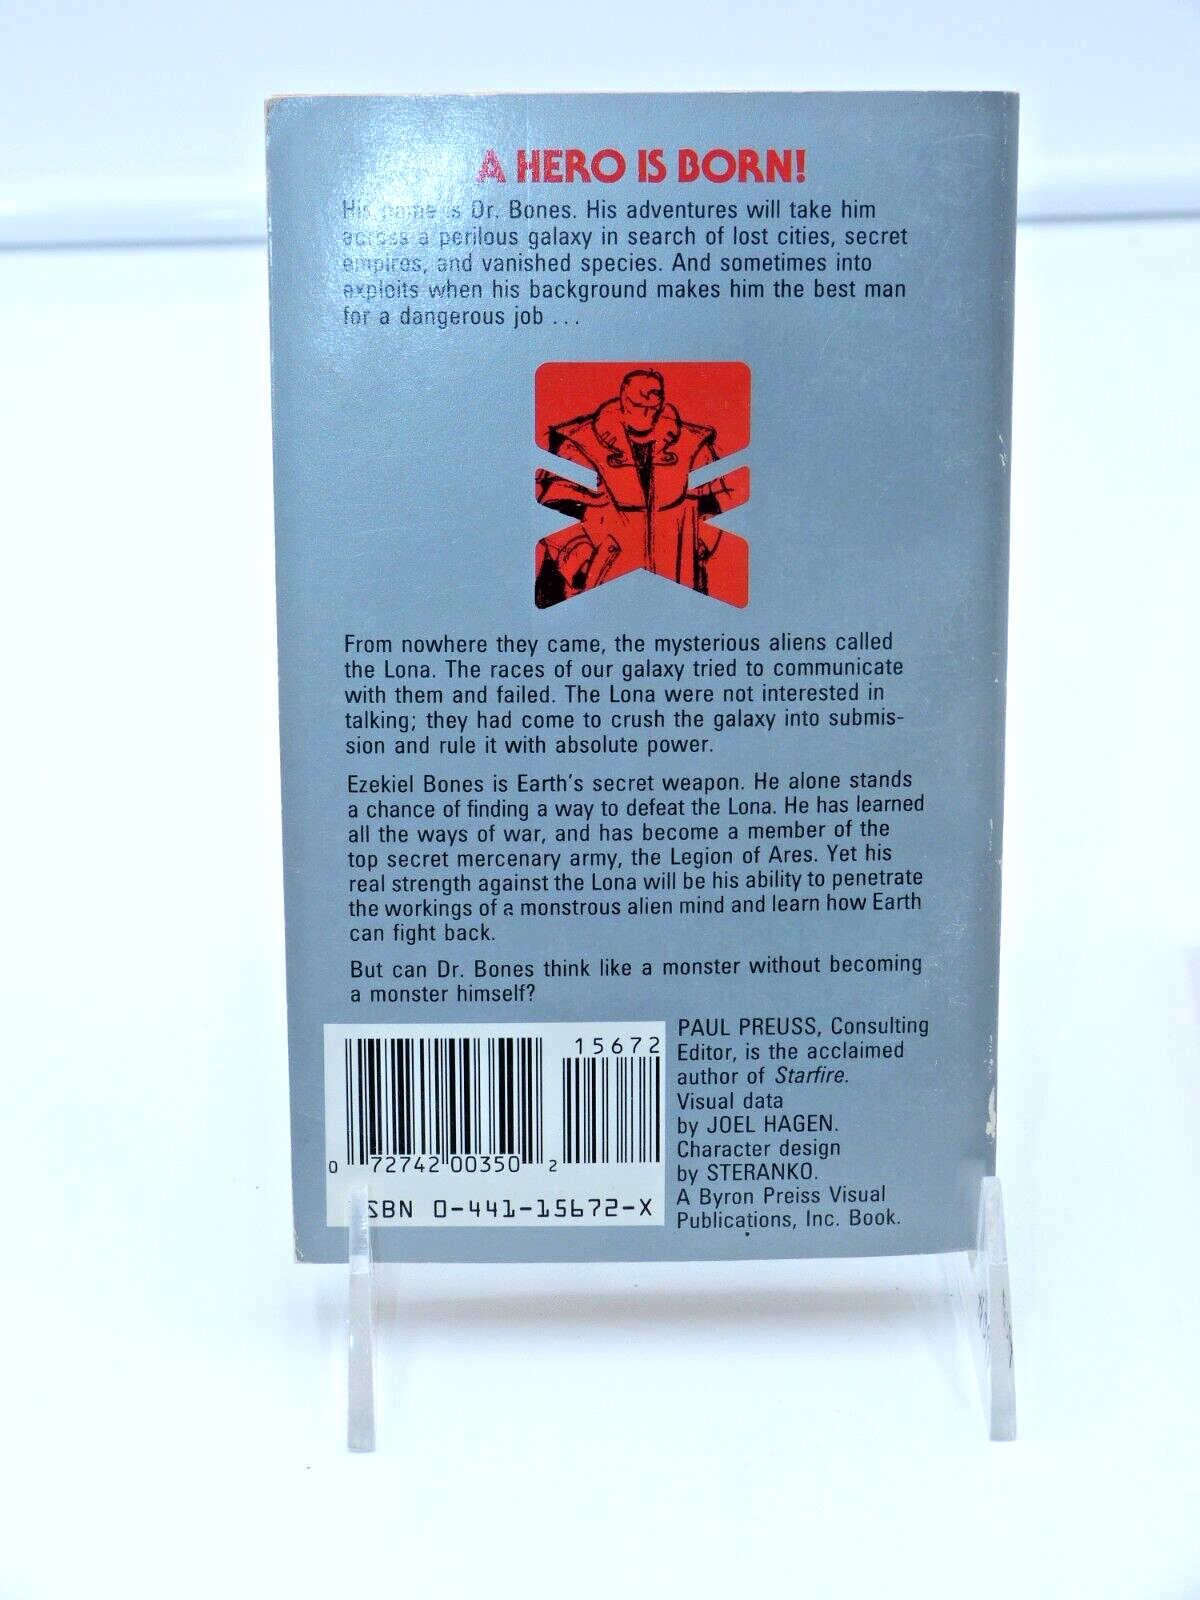 A HERO IS BORN!
His name is Dr. Bones. His adventures will take him
across a perilous galaxy in search of lost cities, secret
empires, and vanished species. And sometimes into
exploits when his background makes him the best man
for a dangerous job . . .
From nowhere they came, the mysterious aliens called
the Lona. The races of our galaxy tried to communicate
with them and failed. The Lona were not interested in
talking; they had come to crush the galaxy into submis-
sion and rule it with absolute power.
Ezekiel Bones is Earth's secret weapon. He alone stands
a chance of finding a way to defeat the Lona. He has learned
all the ways of war, and has become a member of the
top secret mercenary army, the Legion of Ares. Yet his
real strength against the Lona will be his ability to penetrate
the workings of a monstrous alien mind and learn how Earth
can fight back.
But can Dr. Bones think like a monster without becoming
a monster himself?
15672
0 72742 00350 2
ISBN 0-441-15672-X
PAUL PREUSS, Consulting
Editor, is the acclaimed
author of Starfire.
Visual data
by JOEL HAGEN.
Character design
by STERANKO.
A Byron Preiss Visual
Publications, Inc. Book.